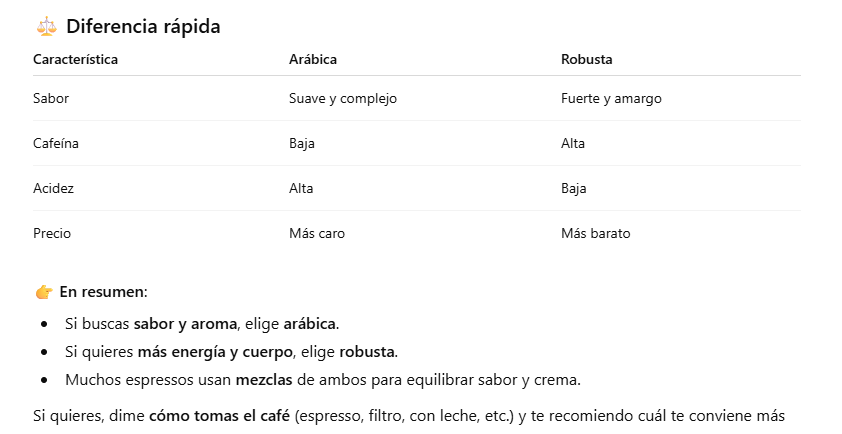 ⚖️ Diferencia rápida
Característica Arábica Robusta
Sabor Suave y complejo Fuerte y amargo
Cafeína Baja Alta
Acidez Alta Baja
Precio Más caro Más barato
👉 En resumen:
• Si buscas sabor y aroma, elige arábica.
• Si quieres más energía y cuerpo, elige robusta.
• Muchos espressos usan mezclas de ambos para equilibrar sabor y crema.
Si quieres, dime cómo tomas el café (espresso, filtro, con leche, etc.) y te recomiendo cuál te conviene más